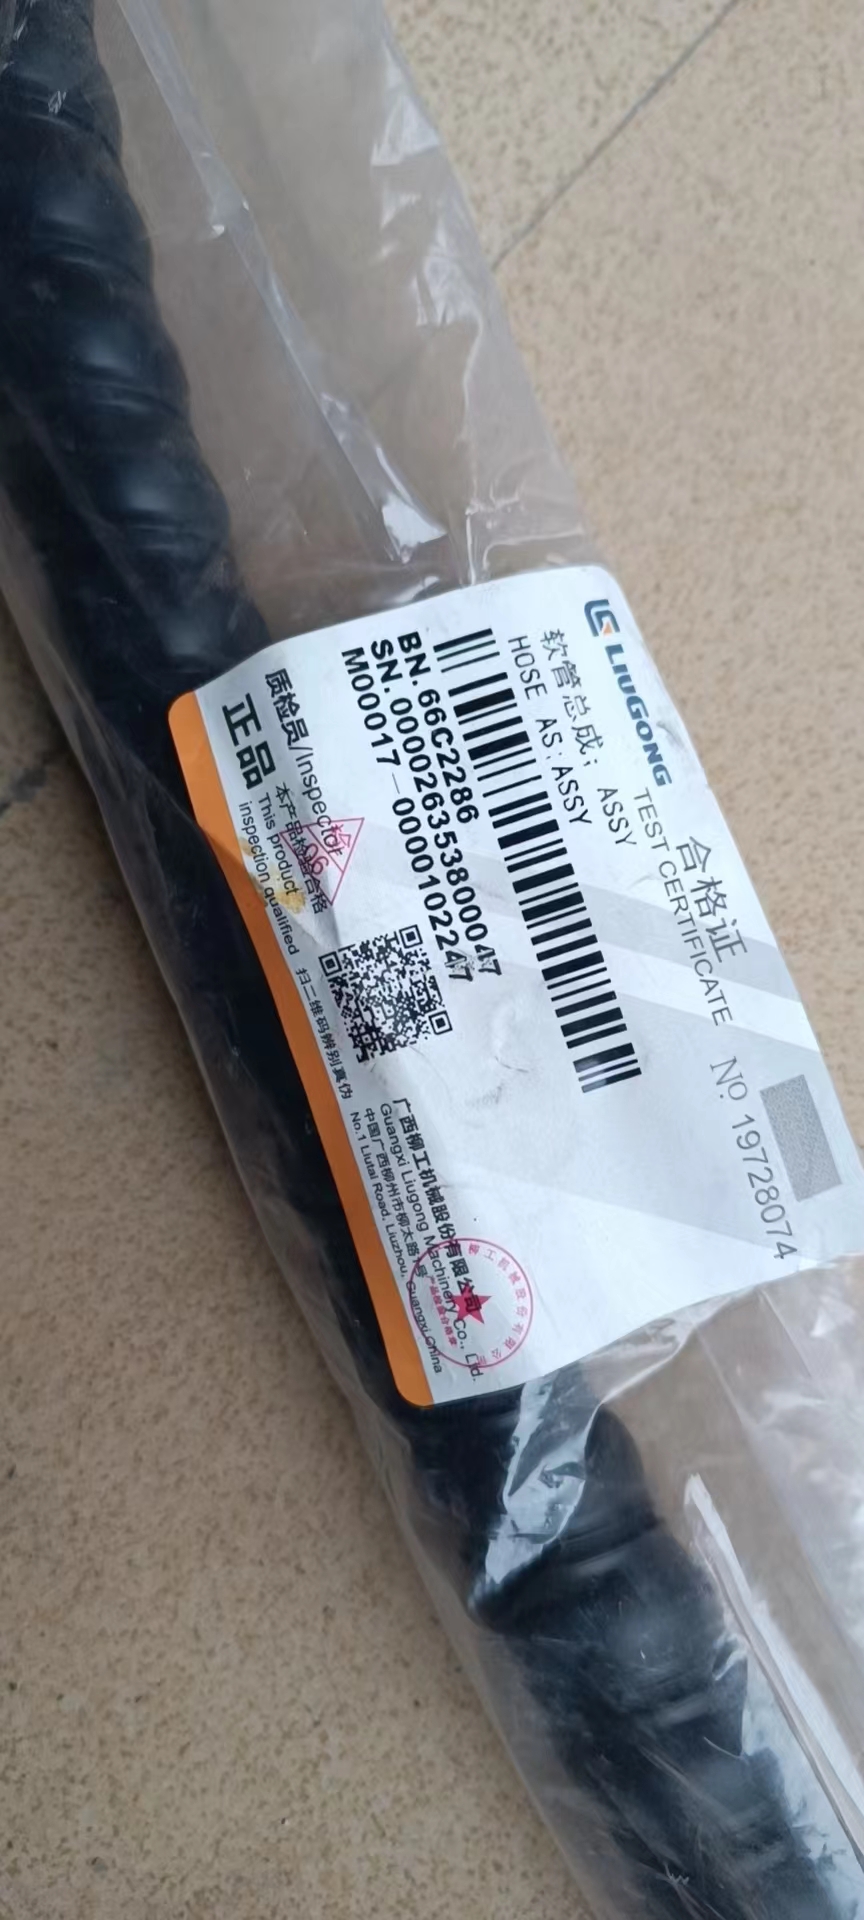 LIUGONG
合格证
TEST CERTIFICATE
No. 19728074
软管总成; ASSY
HOSE AS;ASSY
BN. 66C2286
SN. 00002635380047
M00017-0000102247
质检员/Inspector
检
06
正品
本产品检验合格
This product
inspection qualified
扫二维码辨别真伪
广西柳工机械股份有限公司
Guangxi Liugong Machinery Co., Ltd.
中国广西柳州市柳太路1号
No.1 Liutai Road, Liuzhou, Guangxi,China